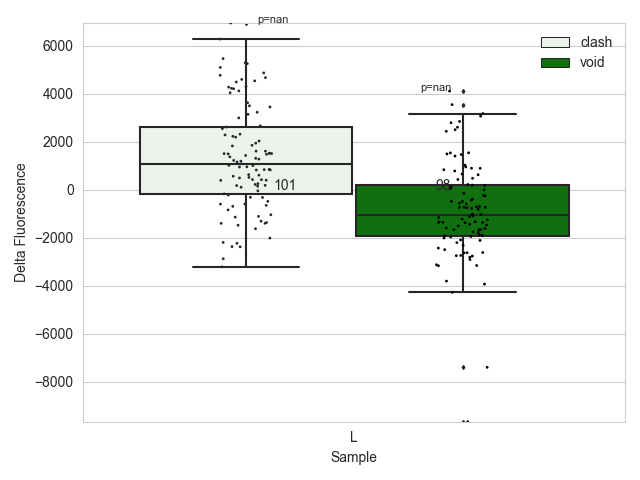 p=nan
clash
void
p=nan
101
98
6000
4000
2000
0
−2000
−4000
−6000
−8000
Delta Fluorescence
L
Sample